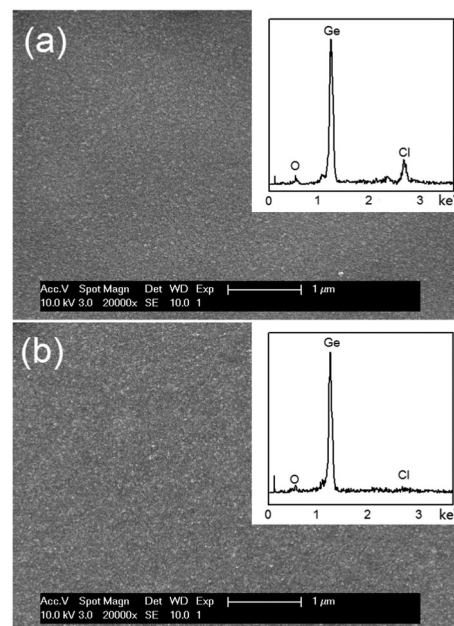 (a)
Ge
O
Cl
0 1 2 3 ke
Acc.V Spot Magn Det WD Exp 1 μm
10.0 kV 3.0 20000x SE 10.0 1
(b)
Ge
O
Cl
0 1 2 3 ke
Acc.V Spot Magn Det WD Exp 1 μm
10.0 kV 3.0 20000x SE 10.0 1